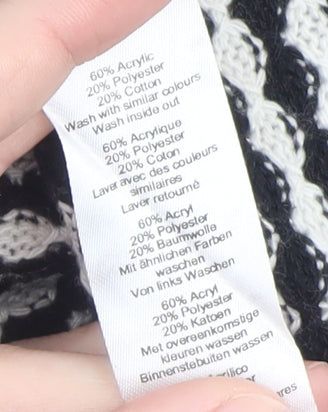 60% Acrylic
20% Polyester
20% Cotton
Wash with similar colours
Wash inside out
60% Acrylique
20% Polyester
20% Coton
Laver avec des couleurs
similaires
Laver retourné
60% Acryl
20% Polyester
20% Baumwolle
Mit ähnlichen Farben
waschen
Von links Waschen
60% Acryl
20% Polyester
20% Katoen
Met overeenkomstige
kleuren wassen
Binnenstebuiten wassen